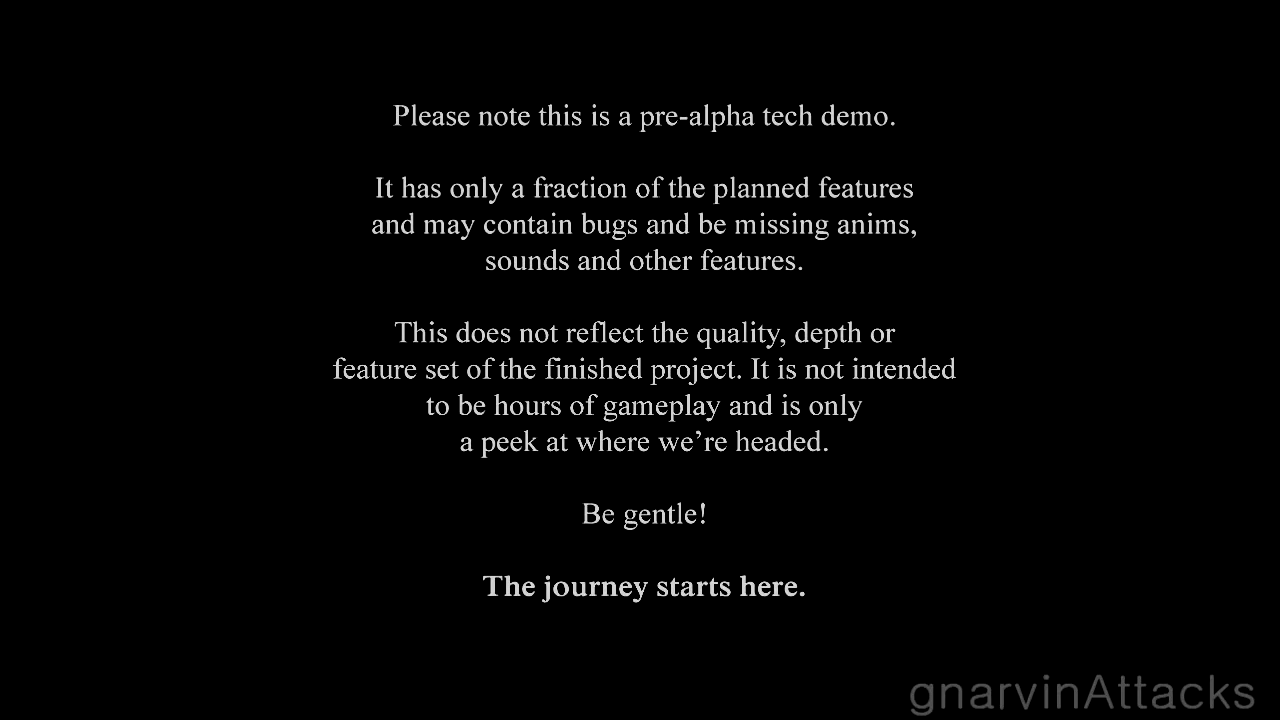 Please note this is a pre-alpha tech demo.
It has only a fraction of the planned features
and may contain bugs and be missing anims,
sounds and other features.
This does not reflect the quality, depth or
feature set of the finished project. It is not intended
to be hours of gameplay and is only
a peek at where we’re headed.
Be gentle!
The journey starts here.
gnarvinAttacks